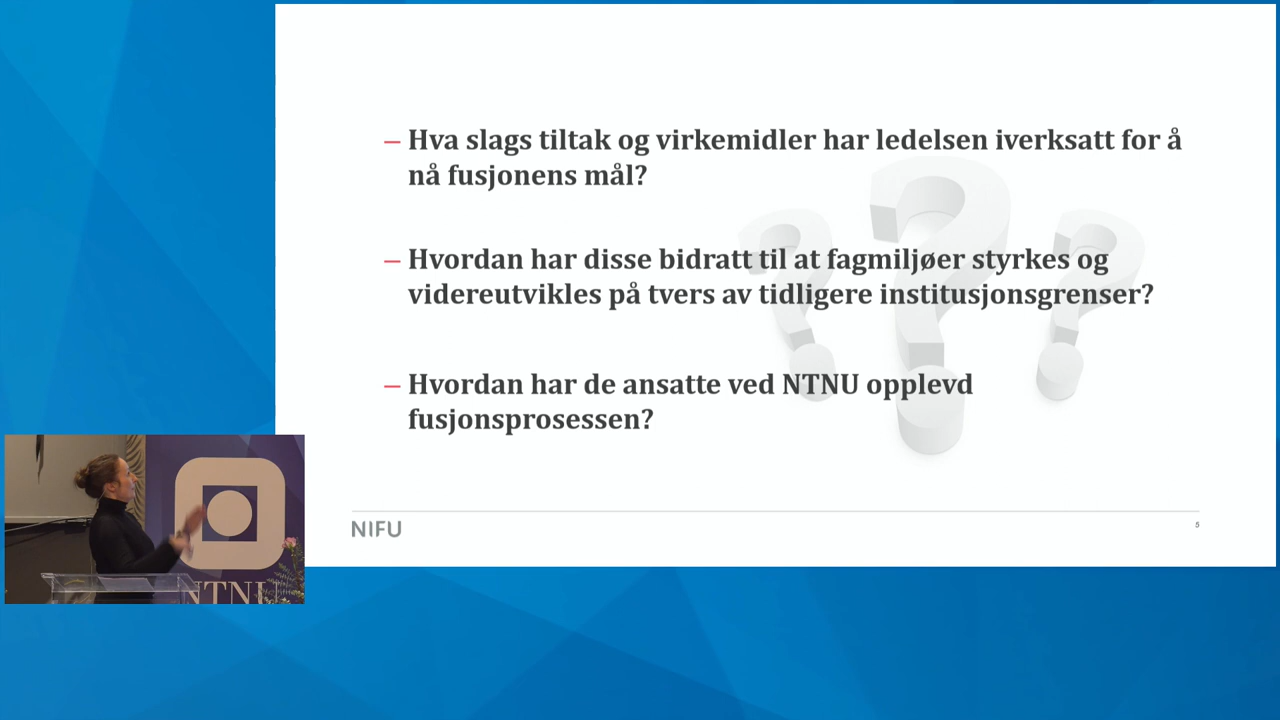 – Hva slags tiltak og virkemidler har ledelsen iverksatt for å
nå fusjonens mål?
– Hvordan har disse bidratt til at fagmiljøer styrkes og
videreutvikles på tvers av tidligere institusjonsgrenser?
– Hvordan har de ansatte ved NTNU opplevd
fusjonsprosessen?
NIFU
5
NTNU